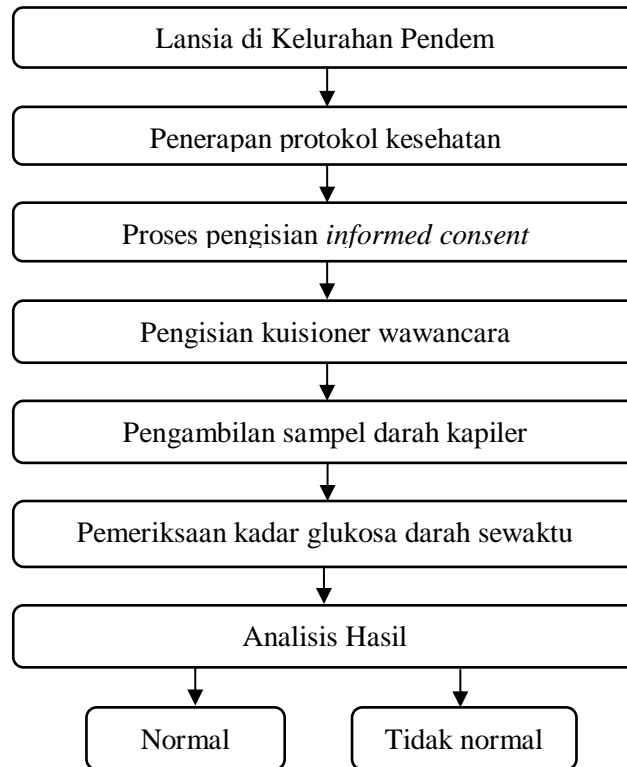 Lansia di Kelurahan Pendem
Penerapan protokol kesehatan
Proses pengisian informed consent
Pengisian kuisioner wawancara
Pengambilan sampel darah kapiler
Pemeriksaan kadar glukosa darah sewaktu
Analisis Hasil
Normal
Tidak normal